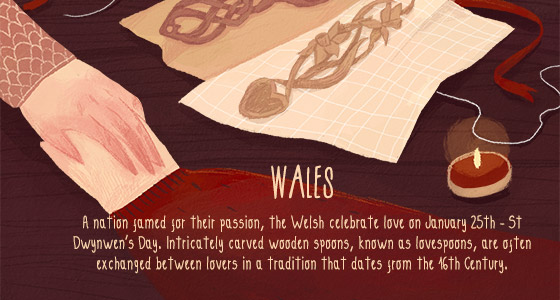 WALES
A nation famed for their passion, the Welsh celebrate love on January 25th - St
Dwynwen's Day. Intricately carved wooden spoons, known as lovespoons, are often
exchanged between lovers in a tradition that dates from the 16th Century.